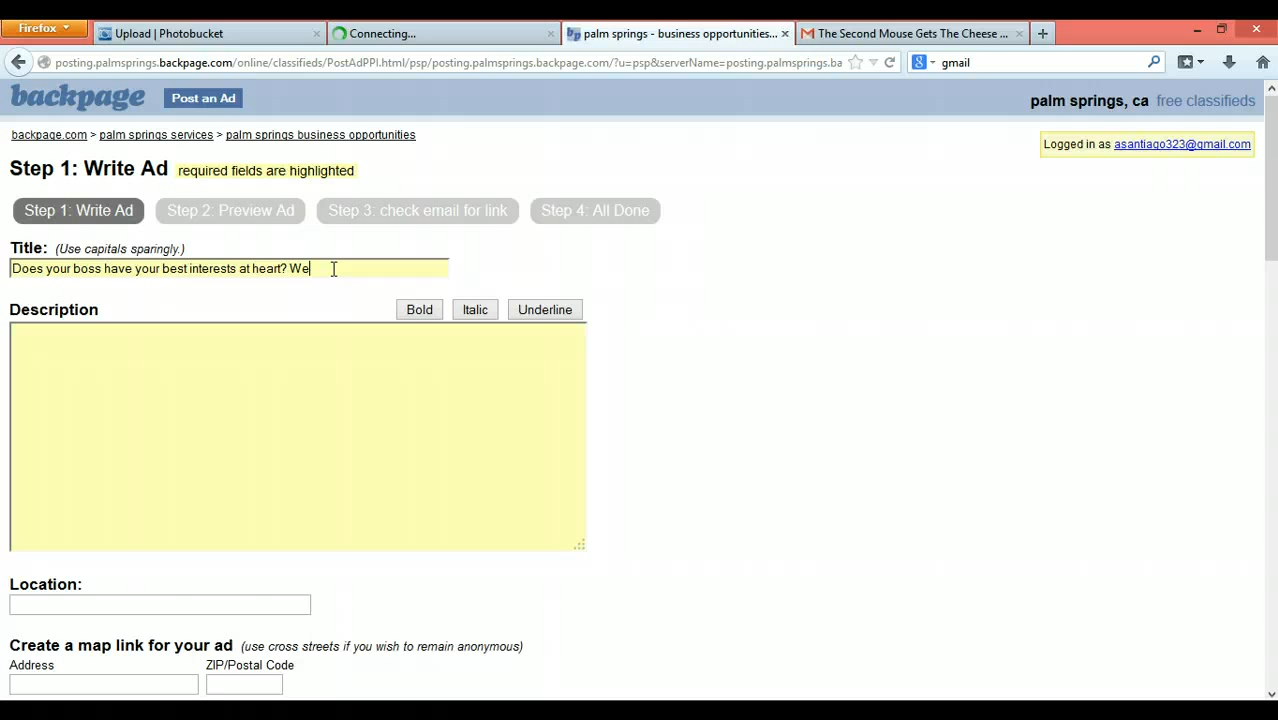 Firefox
Upload | Photobucket
Connecting...
palm springs - business opportunities...
The Second Mouse Gets The Cheese ...
posting.palmsprings.backpage.com/online/classifieds/PostAdPPI.html/psp/posting.palmsprings.backpage.com/?u=psp&serverName=posting.palmsprings.ba
gmail
backpage
Post an Ad
palm springs, ca free classifieds
backpage.com > palm springs services > palm springs business opportunities
Logged in as asantiago323@gmail.com
Step 1: Write Ad required fields are highlighted
Step 1: Write Ad
Step 2: Preview Ad
Step 3: check email for link
Step 4: All Done
Title: (Use capitals sparingly.)
Does your boss have your best interests at heart? We
Description
Bold
Italic
Underline
Location:
Create a map link for your ad (use cross streets if you wish to remain anonymous)
Address
ZIP/Postal Code